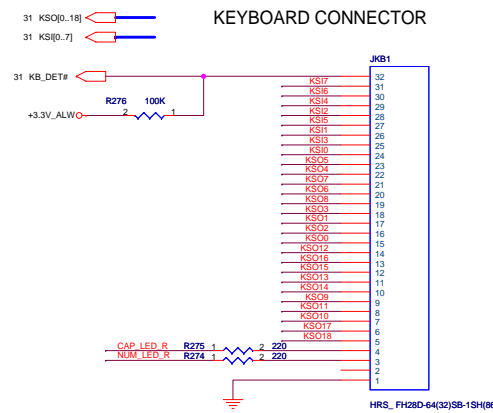 KEYBOARD CONNECTOR
31 KSO[0..18]
31 KSI[0..7]
JKB1
31 KB_DET#
32
R276 100K
+3.3V_ALW 2 1
KSI7 31
KSI6 30
KSI4 29
KSI2 28
KSI5 27
KSI1 26
KSI3 25
KSI0 24
KSO5 23
KSO4 22
KSO7 21
KSO6 20
KSO8 19
KSO3 18
KSO1 17
KSO2 16
KSO0 15
KSO12 14
KSO16 13
KSO15 12
KSO13 11
KSO14 10
KSO9 9
KSO11 8
KSO10 7
KSO17 6
KSO18 5
CAP_LED_R R275 1 2 220 4
NUM_LED_R R274 1 2 220 3
2
1
HRS_ FH28D-64(32)SB-1SH(86